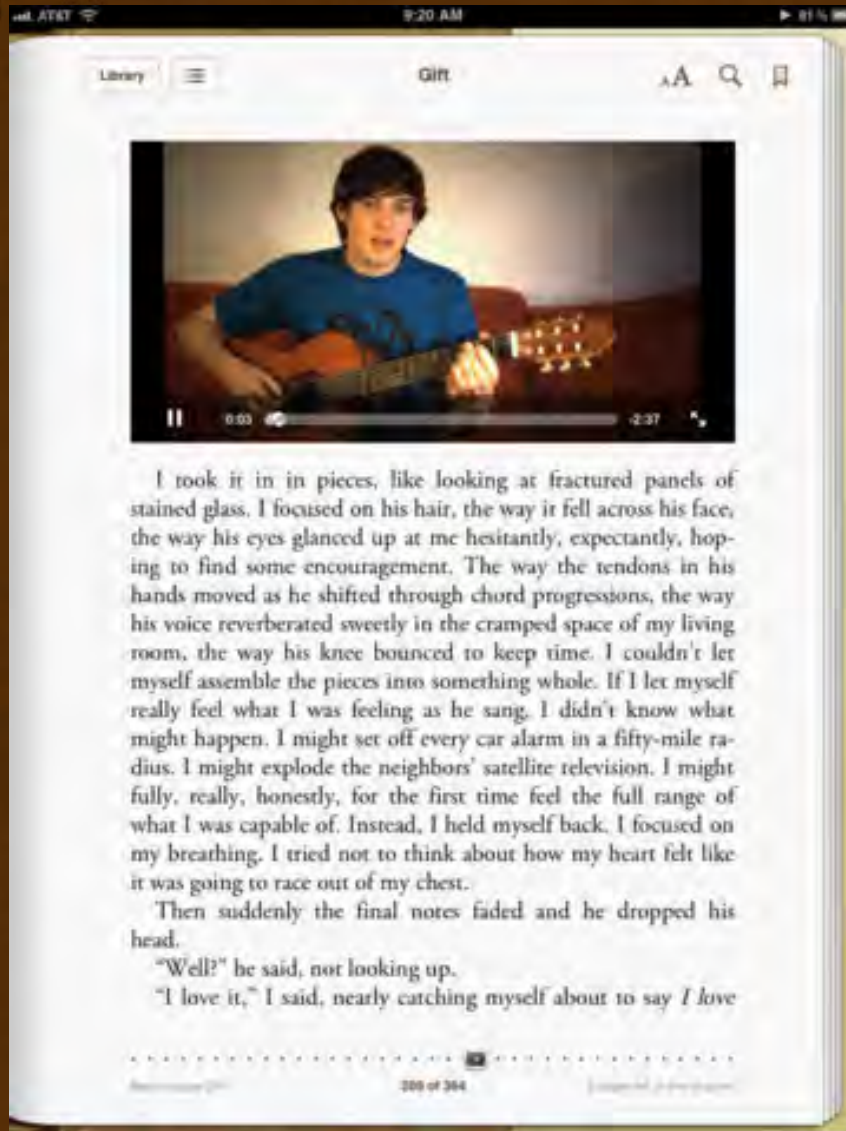 AT&T 9:20 AM 81%
Library Gift AA
0:03 -2:37
I took it in in pieces, like looking at fractured panels of
stained glass. I focused on his hair, the way it fell across his face,
the way his eyes glanced up at me hesitantly, expectantly, hop-
ing to find some encouragement. The way the tendons in his
hands moved as he shifted through chord progressions, the way
his voice reverberated sweetly in the cramped space of my living
room, the way his knee bounced to keep time. I couldn't let
myself assemble the pieces into something whole. If I let myself
really feel what I was feeling as he sang, I didn't know what
might happen. I might set off every car alarm in a fifty-mile ra-
dius. I might explode the neighbors' satellite television. I might
fully, really, honestly, for the first time feel the full range of
what I was capable of. Instead, I held myself back. I focused on
my breathing. I tried not to think about how my heart felt like
it was going to race out of my chest.
Then suddenly the final notes faded and he dropped his
head.
“Well?” he said, not looking up.
“I love it,” I said, nearly catching myself about to say I love
of 364